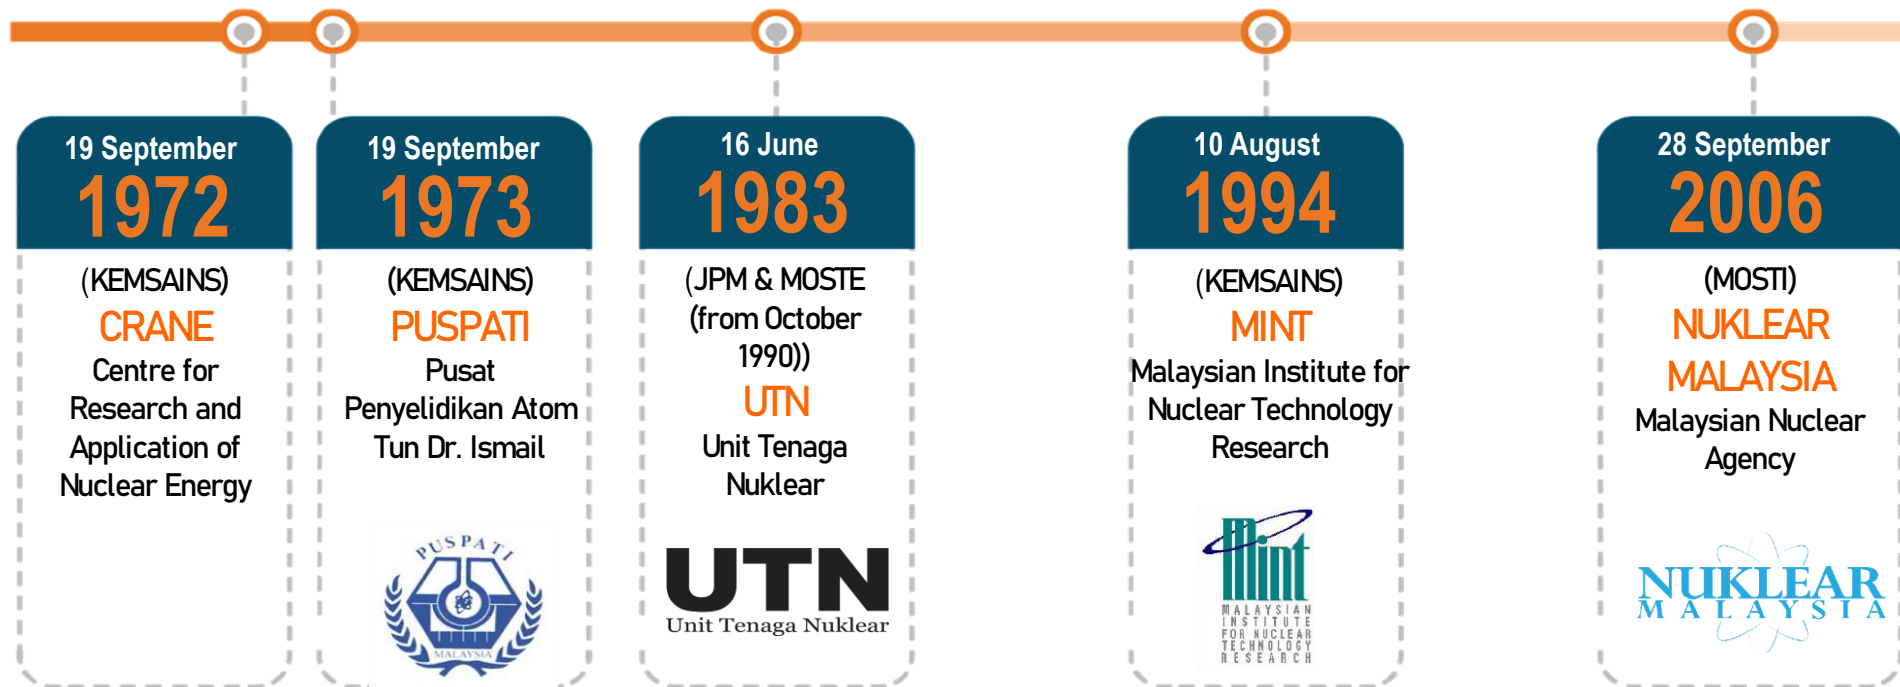 19 September
1972
(KEMSAINS)
CRANE
Centre for
Research and
Application of
Nuclear Energy
19 September
1973
(KEMSAINS)
PUSPATI
Pusat
Penyelidikan Atom
Tun Dr. Ismail
PUSPATI
MALAYSIA
16 June
1983
(JPM & MOSTE
(from October
1990))
UTN
Unit Tenaga
Nuklear
UTN
Unit Tenaga Nuklear
10 August
1994
(KEMSAINS)
MINT
Malaysian Institute for
Nuclear Technology
Research
Mint
MALAYSIAN
INSTITUTE
FOR NUCLEAR
TECHNOLOGY
RESEARCH
28 September
2006
(MOSTI)
NUKLEAR
MALAYSIA
Malaysian Nuclear
Agency
NUKLEAR
MALAYSIA